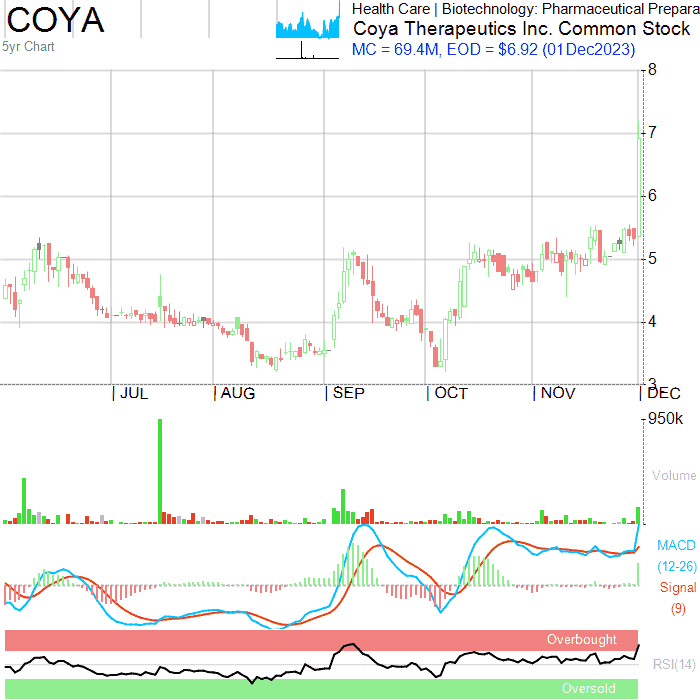 COYA
5yr Chart
Health Care | Biotechnology: Pharmaceutical Prepara
Coya Therapeutics Inc. Common Stock
MC = 69.4M, EOD = $6.92 (01Dec2023)
8
7
6
5
4
3
JUL AUG SEP OCT NOV DEC
950k
Volume
MACD
(12-26)
Signal
(9)
Overbought
RSI(14)
Oversold